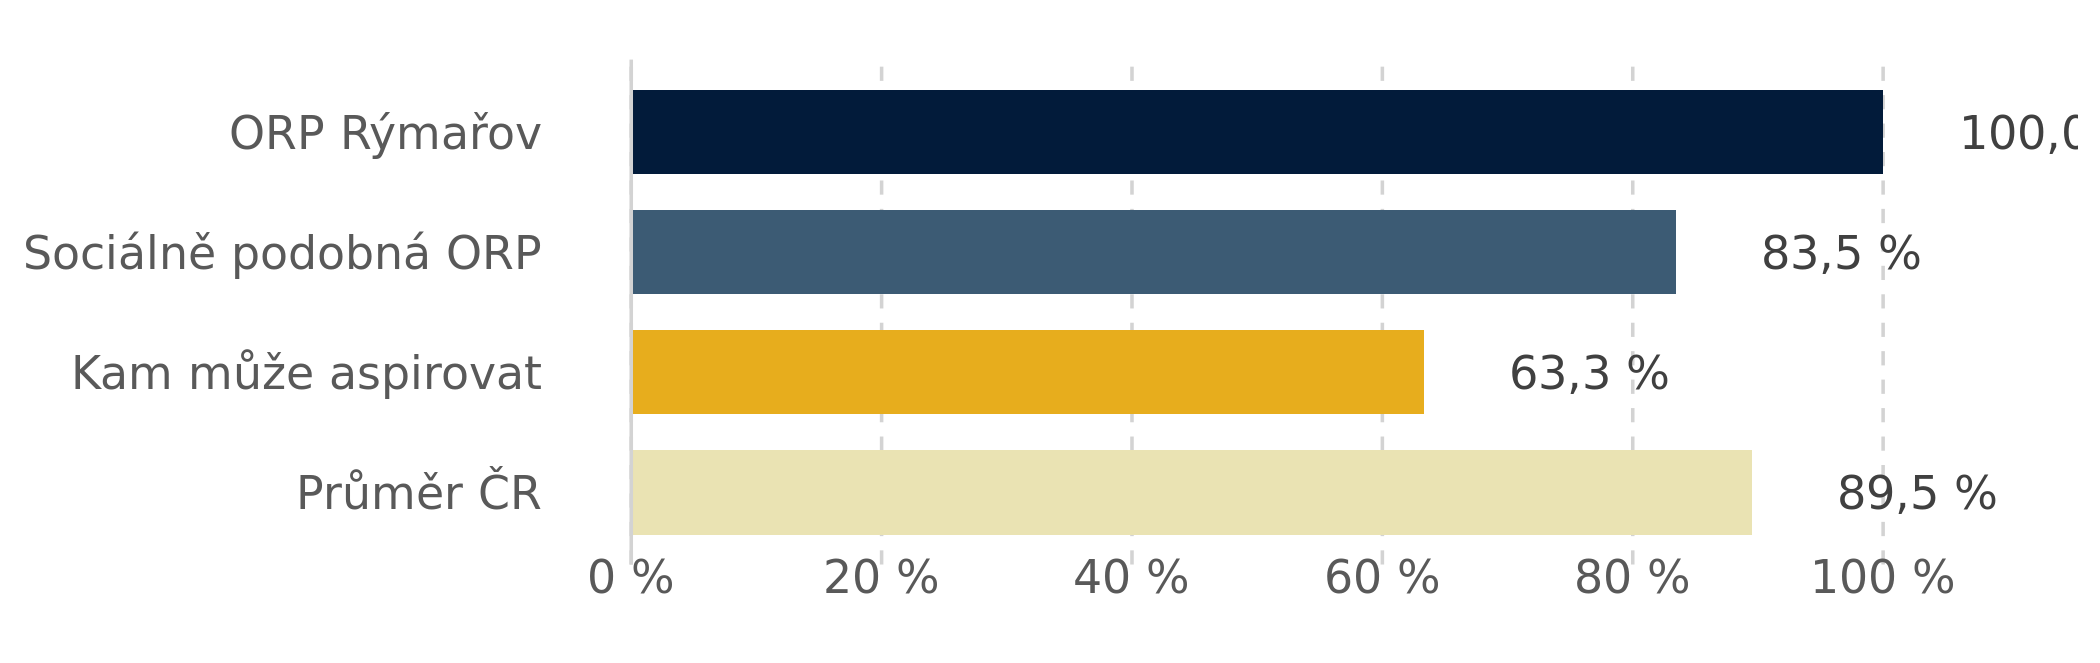 ORP Rýmařov 100,0
Sociálně podobná ORP 83,5 %
Kam může aspirovat 63,3 %
Průměr ČR 89,5 %
0 % 20 % 40 % 60 % 80 % 100 %